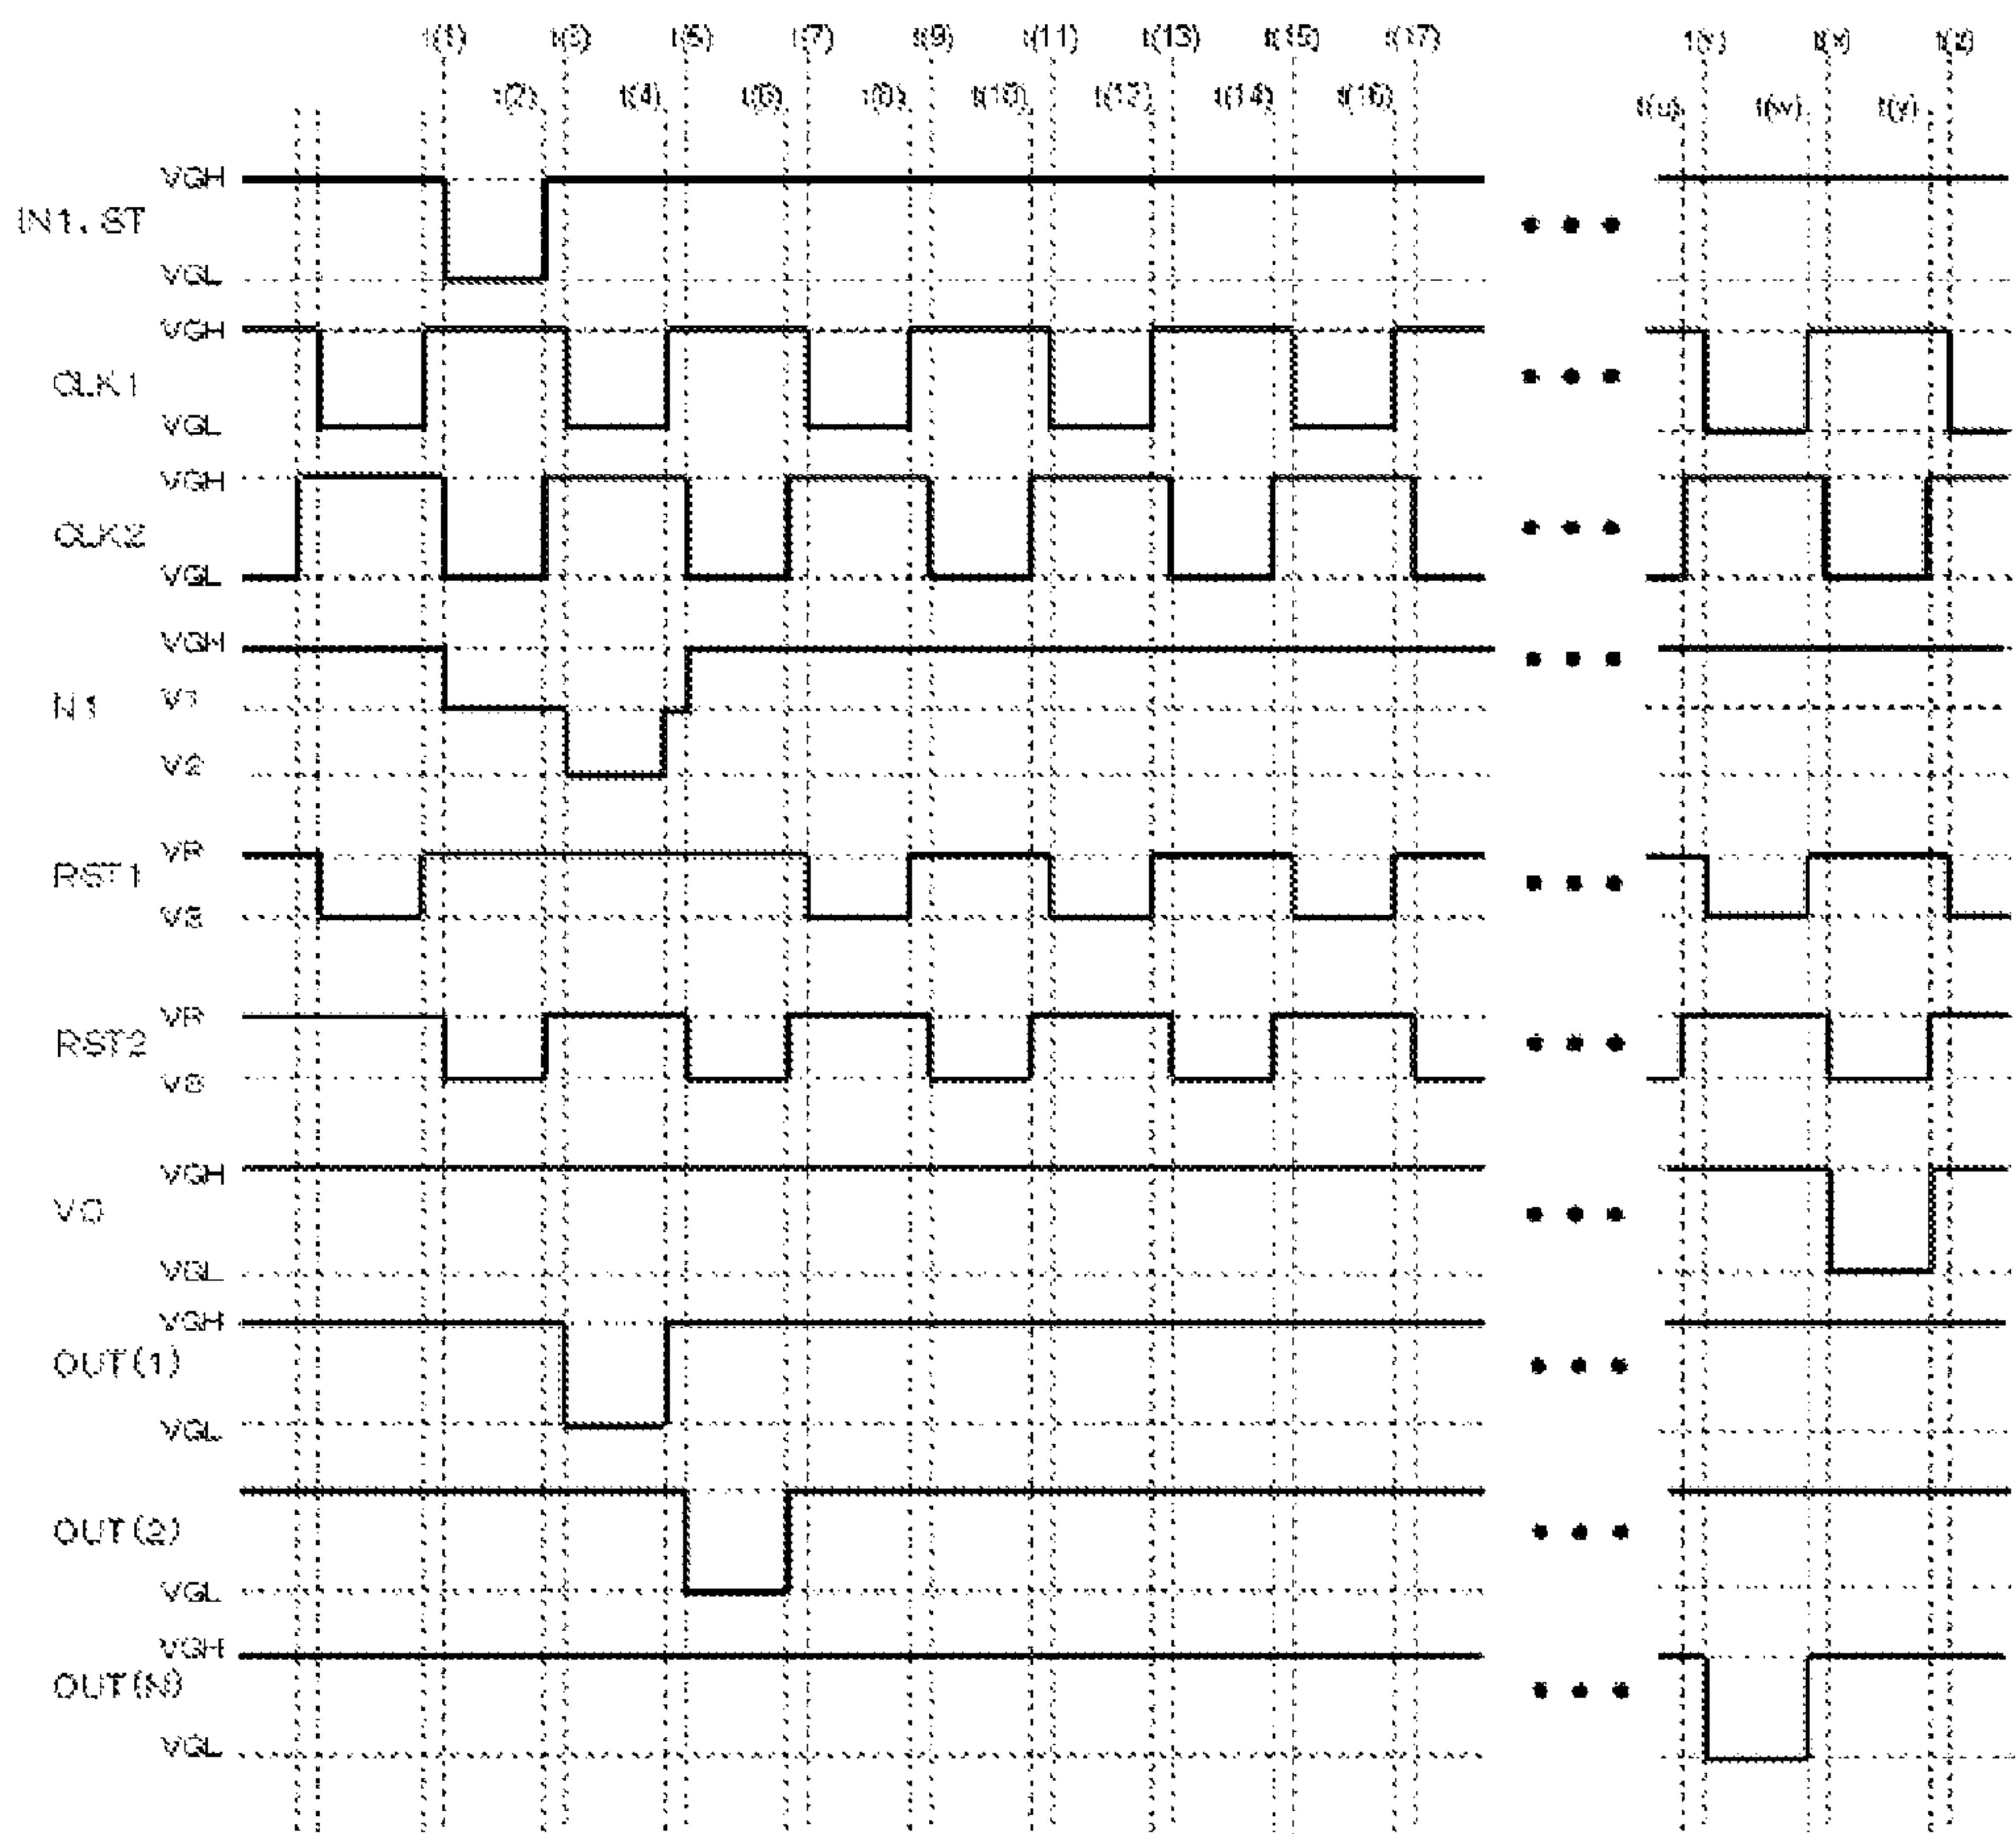 t(1) t(3) t(5) t(7) t(9) t(11) t(13) t(15) t(17) t(v) t(x) t(z)
t(2) t(4) t(6) t(8) t(10) t(12) t(14) t(16) t(u) t(w) t(y)
VGH
IN1, ST
VGL
VGH
CLK1
VGL
VGH
CLK2
VGL
VGH
N1 V1
V2
VR
RST1
VS
VR
RST2
VS
VGH
VO
VGL
VGH
OUT(1)
VGL
OUT(2)
VGL
VGH
OUT(N)
VGL